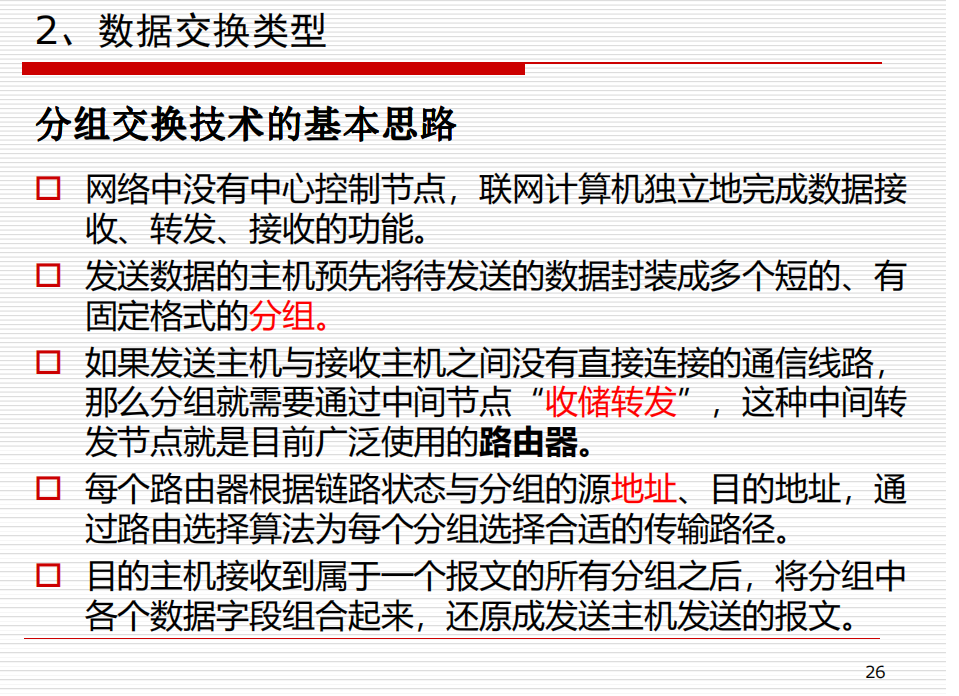 2、数据交换类型
分组交换技术的基本思路
网络中没有中心控制节点，联网计算机独立地完成数据接
收、转发、接收的功能。
发送数据的主机预先将待发送的数据封装成多个短的、有
固定格式的分组。
如果发送主机与接收主机之间没有直接连接的通信线路，
那么分组就需要通过中间节点“收储转发”，这种中间转
发节点就是目前广泛使用的路由器。
每个路由器根据链路状态与分组的源地址、目的地址，通
过路由选择算法为每个分组选择合适的传输路径。
目的主机接收到属于一个报文的所有分组之后，将分组中
各个数据字段组合起来，还原成发送主机发送的报文。
26